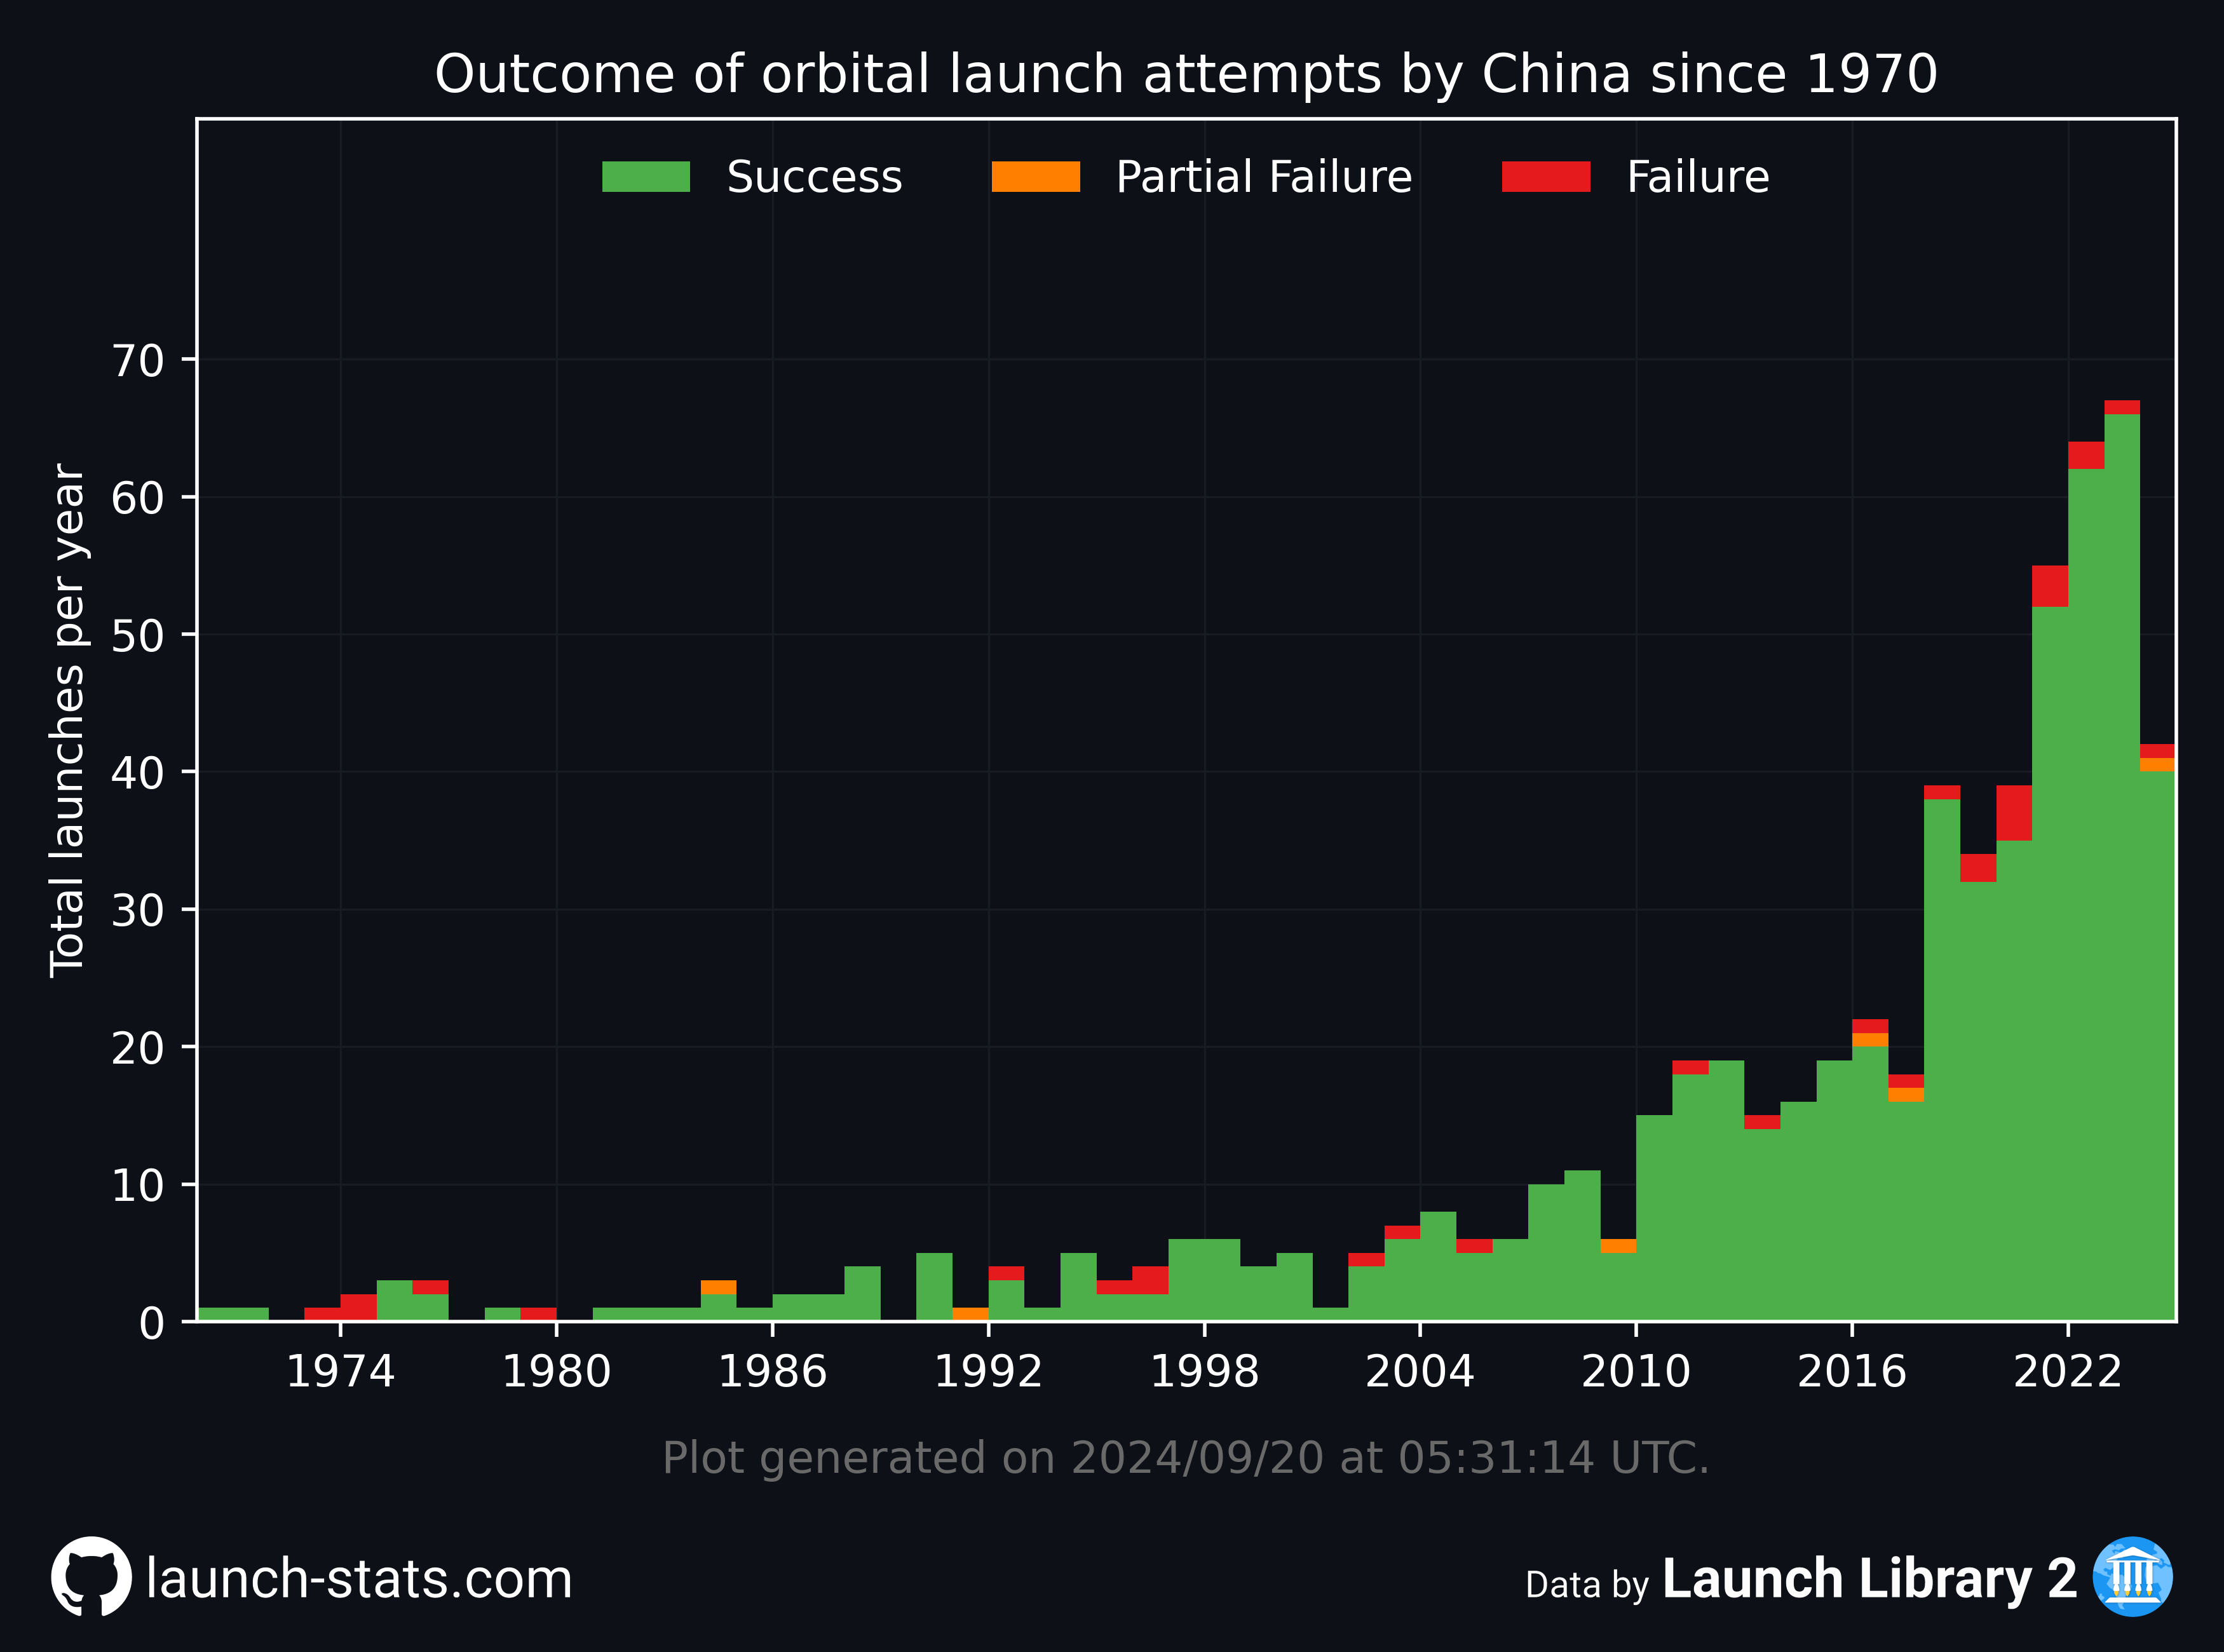 Outcome of orbital launch attempts by China since 1970
Success Partial Failure Failure
Total launches per year
70
60
50
40
30
20
10
0
1974 1980 1986 1992 1998 2004 2010 2016 2022
Plot generated on 2024/09/20 at 05:31:14 UTC.
launch-stats.com
Data by Launch Library 2